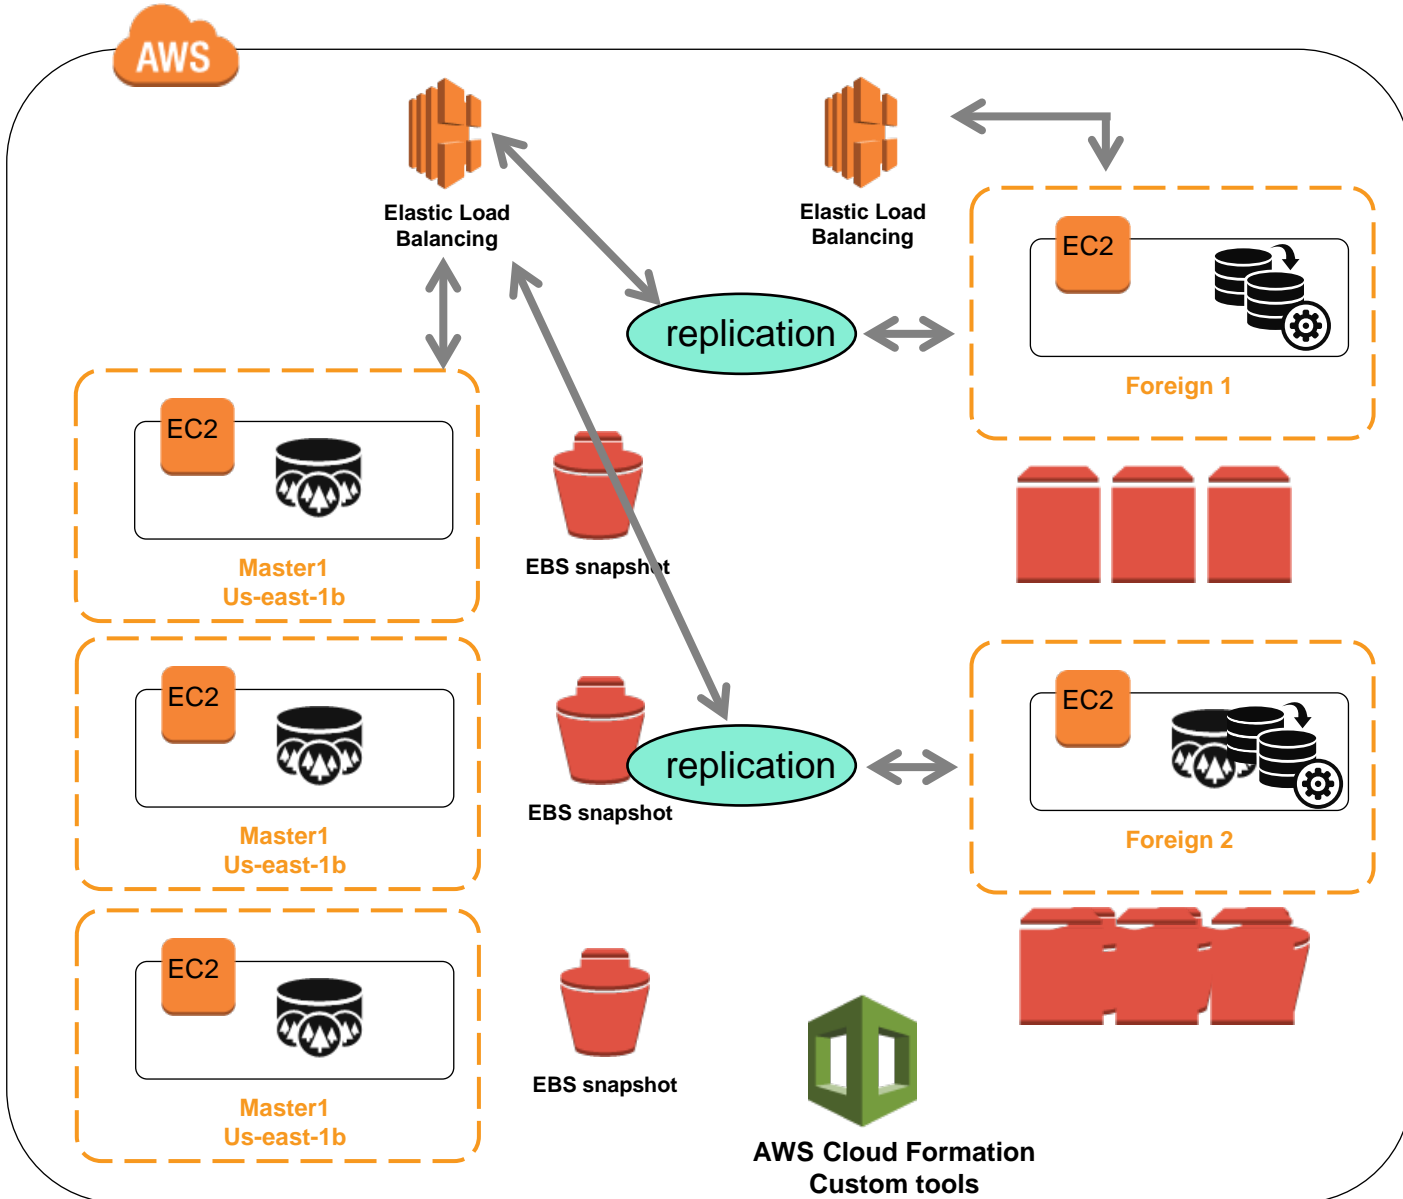 AWS
Elastic Load
Balancing
Elastic Load
Balancing
EC2
replication
Foreign 1
EC2
Master1
Us-east-1b
EBS snapshot
EC2
EC2
replication
EBS snapshot
Master1
Us-east-1b
Foreign 2
EC2
EBS snapshot
Master1
Us-east-1b
AWS Cloud Formation
Custom tools